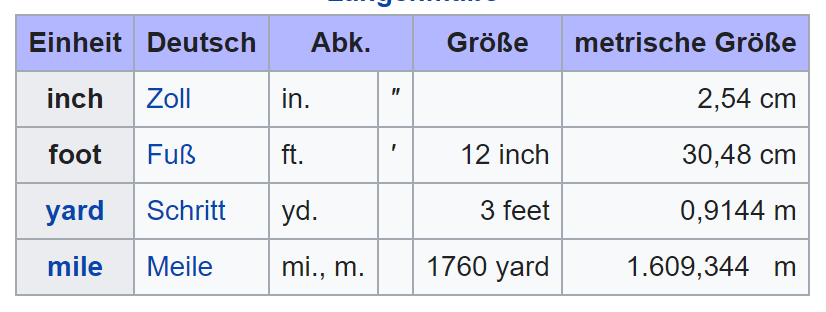 Längenmaße
Einheit Deutsch Abk. Größe metrische Größe
inch Zoll in. ″ 2,54 cm
foot Fuß ft. ′ 12 inch 30,48 cm
yard Schritt yd. 3 feet 0,9144 m
mile Meile mi., m. 1760 yard 1.609,344 m